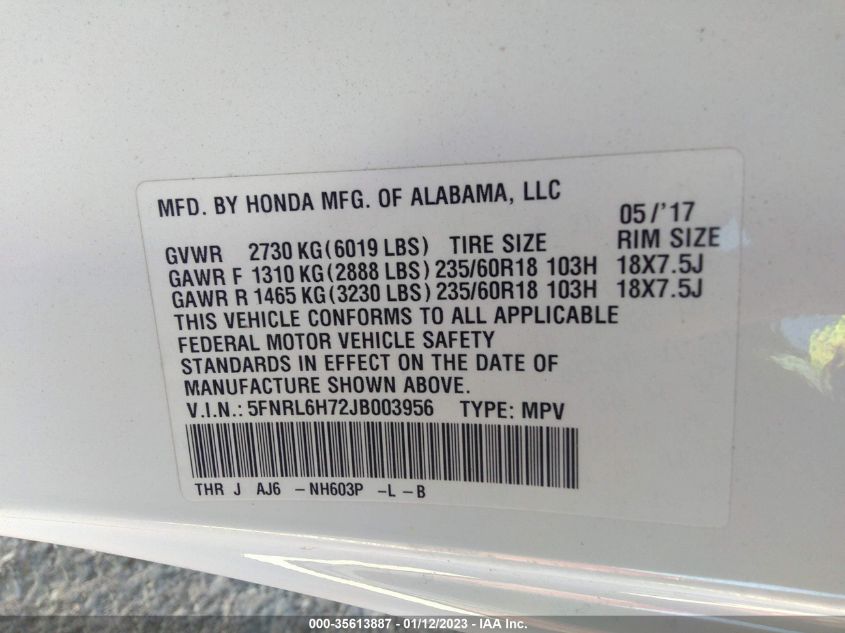 MFD. BY HONDA MFG. OF ALABAMA, LLC
05/'17
GVWR 2730 KG(6019 LBS) TIRE SIZE RIM SIZE
GAWR F 1310 KG(2888 LBS) 235/60R18 103H 18X7.5J
GAWR R 1465 KG(3230 LBS) 235/60R18 103H 18X7.5J
THIS VEHICLE CONFORMS TO ALL APPLICABLE
FEDERAL MOTOR VEHICLE SAFETY
STANDARDS IN EFFECT ON THE DATE OF
MANUFACTURE SHOWN ABOVE.
V.I.N.: 5FNRL6H72JB003956 TYPE: MPV
THR J AJ6 -NH603P -L -B
000-35613887 - 01/12/2023 - IAA Inc.